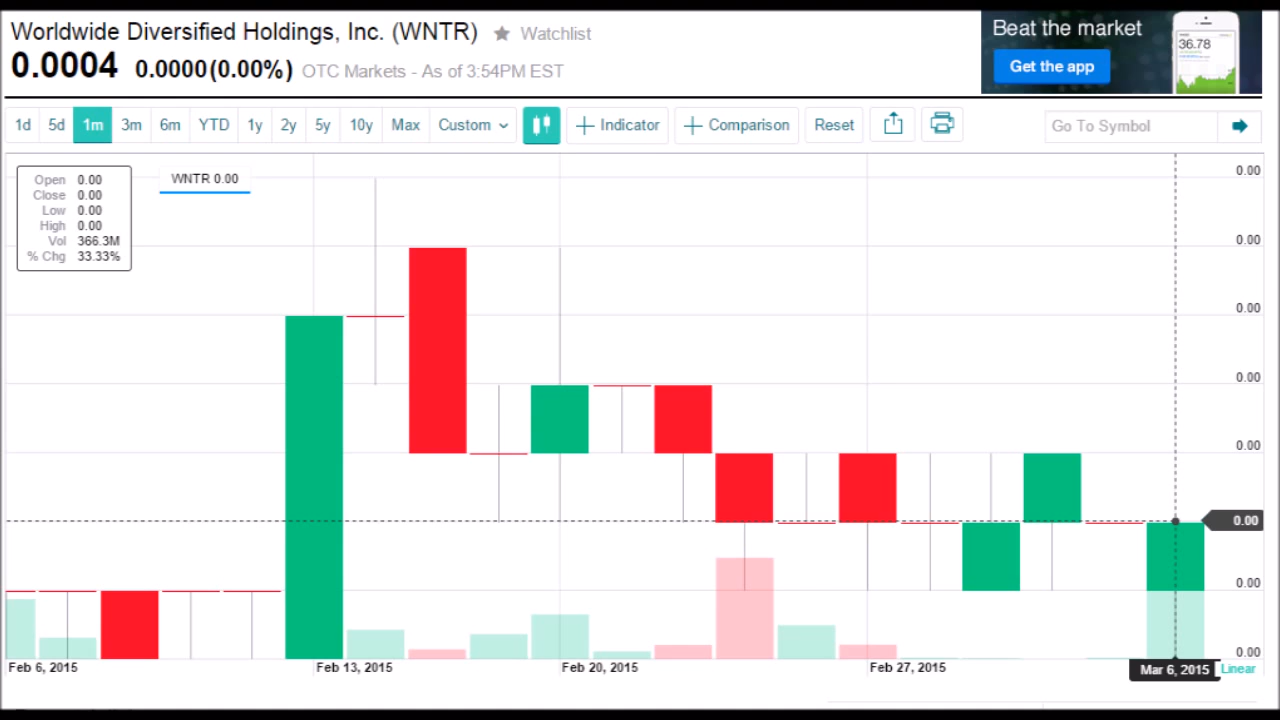 Worldwide Diversified Holdings, Inc. (WNTR) ★ Watchlist
0.0004 0.0000(0.00%) OTC Markets - As of 3:54PM EST
Beat the market
Get the app
36.78
1d 5d 1m 3m 6m YTD 1y 2y 5y 10y Max Custom Indicator Comparison Reset Go To Symbol
Open 0.00
Close 0.00
Low 0.00
High 0.00
Vol 366.3M
% Chg 33.33%
WNTR 0.00
0.00
0.00
0.00
0.00
0.00
0.00
0.00
0.00
Feb 6, 2015 Feb 13, 2015 Feb 20, 2015 Feb 27, 2015 Mar 6, 2015 Linear